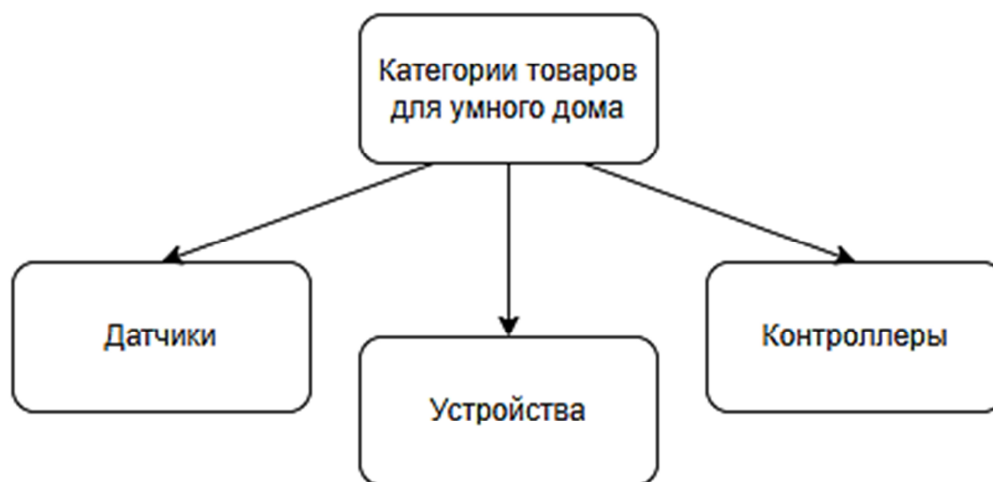 Категории товаров
для умного дома
Датчики
Устройства
Контроллеры